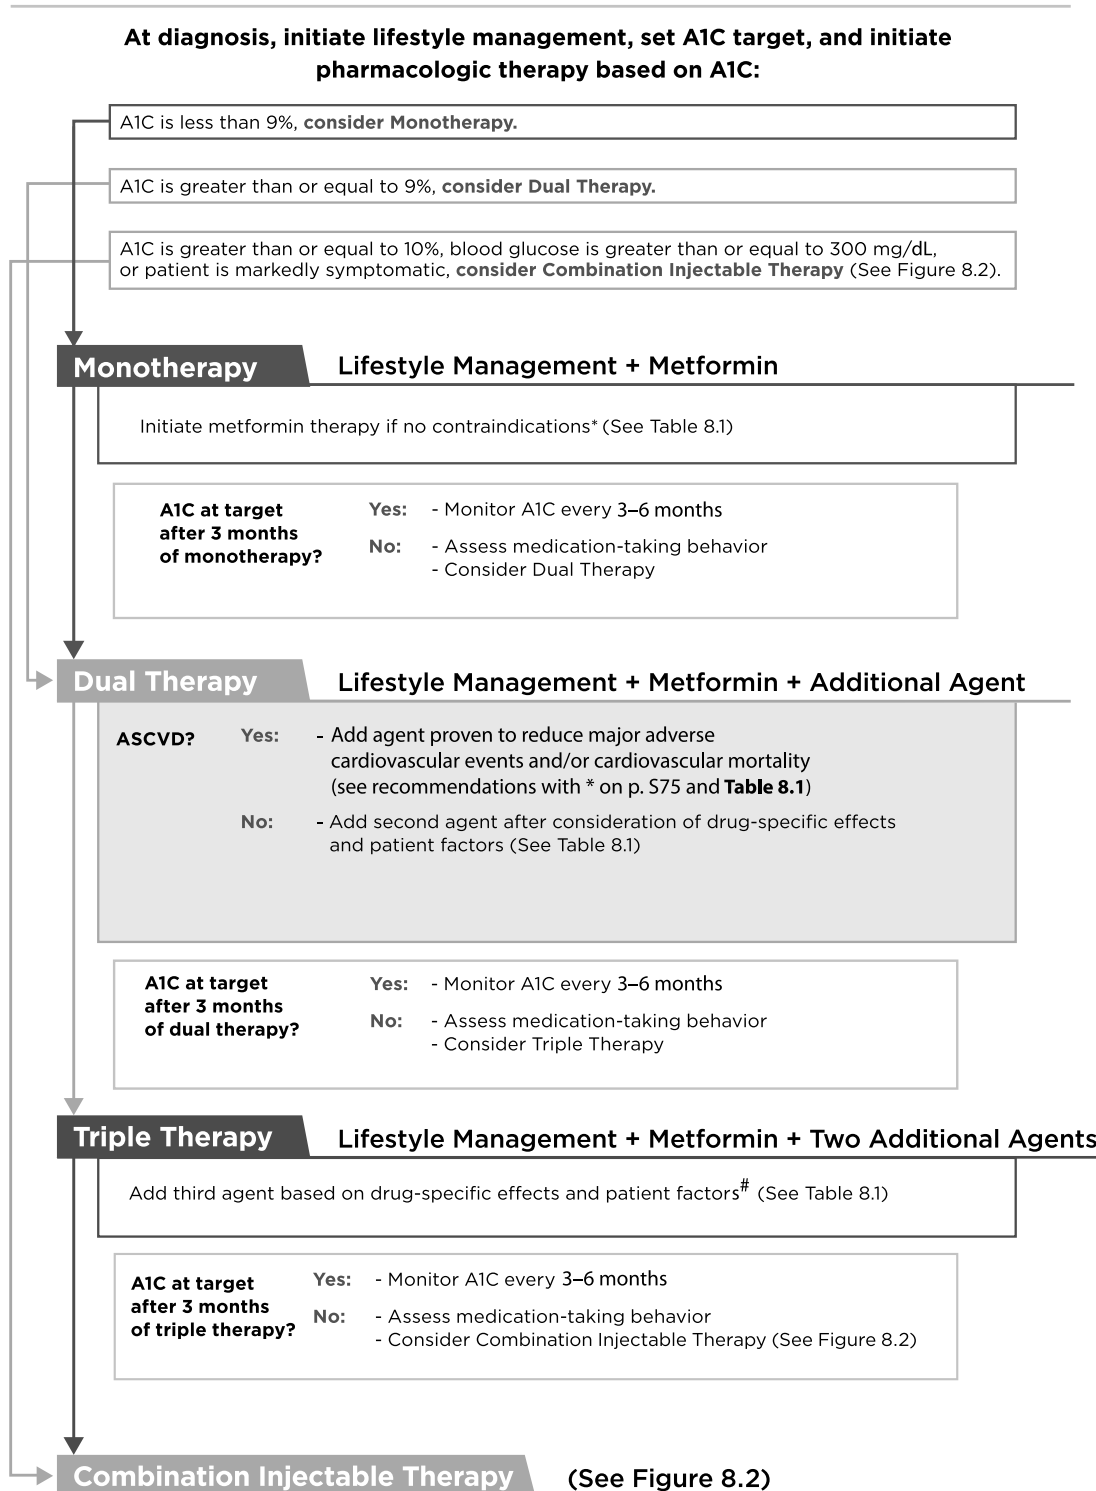 At diagnosis, initiate lifestyle management, set A1C target, and initiate
pharmacologic therapy based on A1C:
A1C is less than 9%, consider Monotherapy.
A1C is greater than or equal to 9%, consider Dual Therapy.
A1C is greater than or equal to 10%, blood glucose is greater than or equal to 300 mg/dL,
or patient is markedly symptomatic, consider Combination Injectable Therapy (See Figure 8.2).
Monotherapy Lifestyle Management + Metformin
Initiate metformin therapy if no contraindications* (See Table 8.1)
A1C at target
after 3 months
of monotherapy?
Yes: - Monitor A1C every 3–6 months
No: - Assess medication-taking behavior
- Consider Dual Therapy
Dual Therapy Lifestyle Management + Metformin + Additional Agent
ASCVD? Yes: - Add agent proven to reduce major adverse
cardiovascular events and/or cardiovascular mortality
(see recommendations with * on p. S75 and Table 8.1)
No: - Add second agent after consideration of drug-specific effects
and patient factors (See Table 8.1)
A1C at target
after 3 months
of dual therapy?
Yes: - Monitor A1C every 3–6 months
No: - Assess medication-taking behavior
- Consider Triple Therapy
Triple Therapy Lifestyle Management + Metformin + Two Additional Agents
Add third agent based on drug-specific effects and patient factors# (See Table 8.1)
A1C at target
after 3 months
of triple therapy?
Yes: - Monitor A1C every 3–6 months
No: - Assess medication-taking behavior
- Consider Combination Injectable Therapy (See Figure 8.2)
Combination Injectable Therapy (See Figure 8.2)